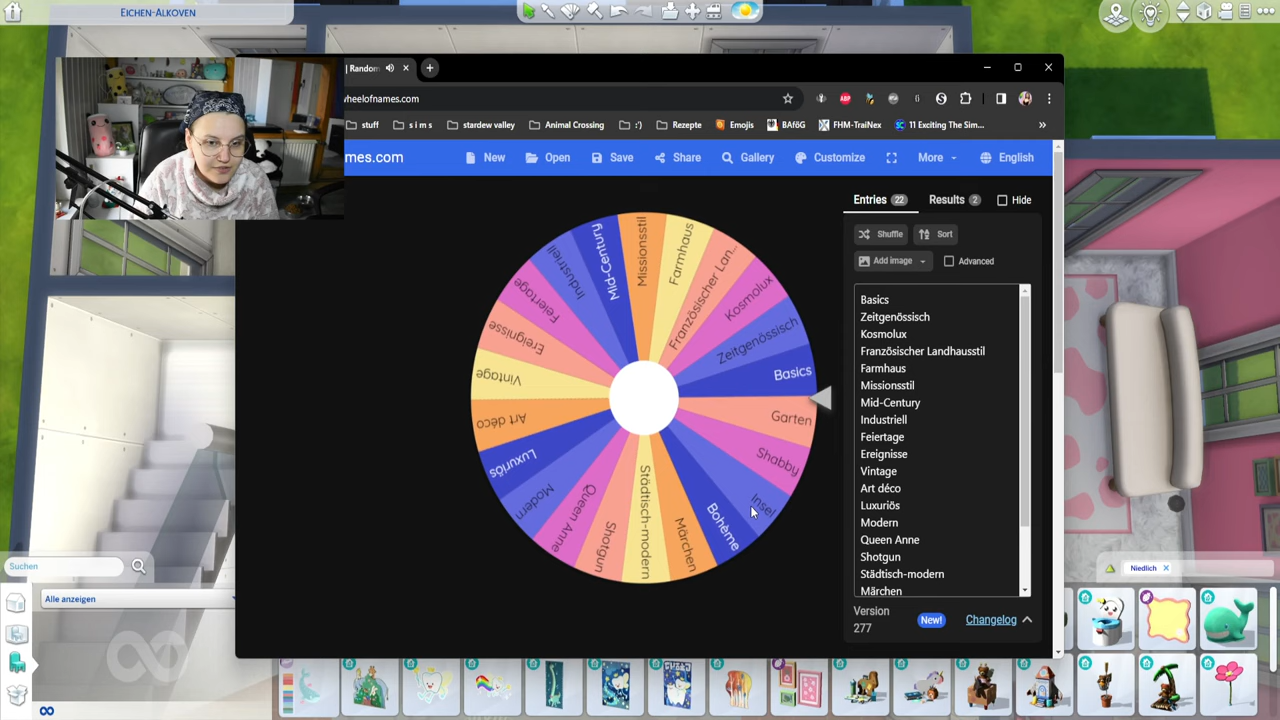 EICHEN-ALKOVEN
| Random
wheelofnames.com
stuff
s i m s
stardew valley
Animal Crossing
:')
Rezepte
Emojis
BAföG
FHM-TraiNex
11 Exciting The Sim...
»
ames.com
New
Open
Save
Share
Gallery
Customize
More
English
Entries 22
Results 2
Hide
Shuffle
Sort
Add image
Advanced
Basics
Zeitgenössisch
Kosmolux
Französischer Landhausstil
Farmhaus
Missionsstil
Mid-Century
Industriell
Feiertage
Ereignisse
Vintage
Art déco
Luxuriös
Modern
Queen Anne
Shotgun
Städtisch-modern
Märchen
Version
277
New!
Changelog
Mid-Century
Missionsstil
Farmhaus
Französischer Lan...
Kosmolux
Zeitgenössisch
Basics
Garten
Shabby
Insel
Bohème
Märchen
Städtisch-modern
Shotgun
Queen Anne
Modern
Luxuriös
Art déco
Vintage
Ereignisse
Feiertage
Industriell
Suchen
Alle anzeigen
Niedlich